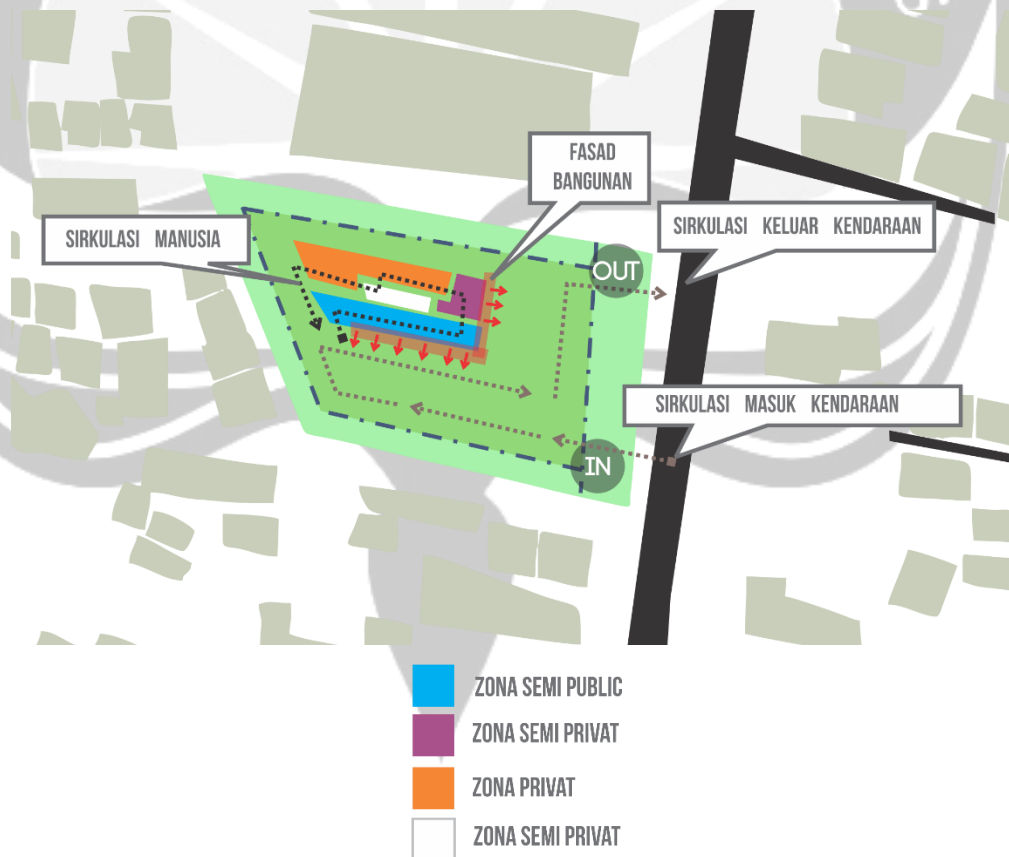 FASAD
BANGUNAN
SIRKULASI MANUSIA
SIRKULASI KELUAR KENDARAAN
OUT
SIRKULASI MASUK KENDARAAN
IN
ZONA SEMI PUBLIC
ZONA SEMI PRIVAT
ZONA PRIVAT
ZONA SEMI PRIVAT